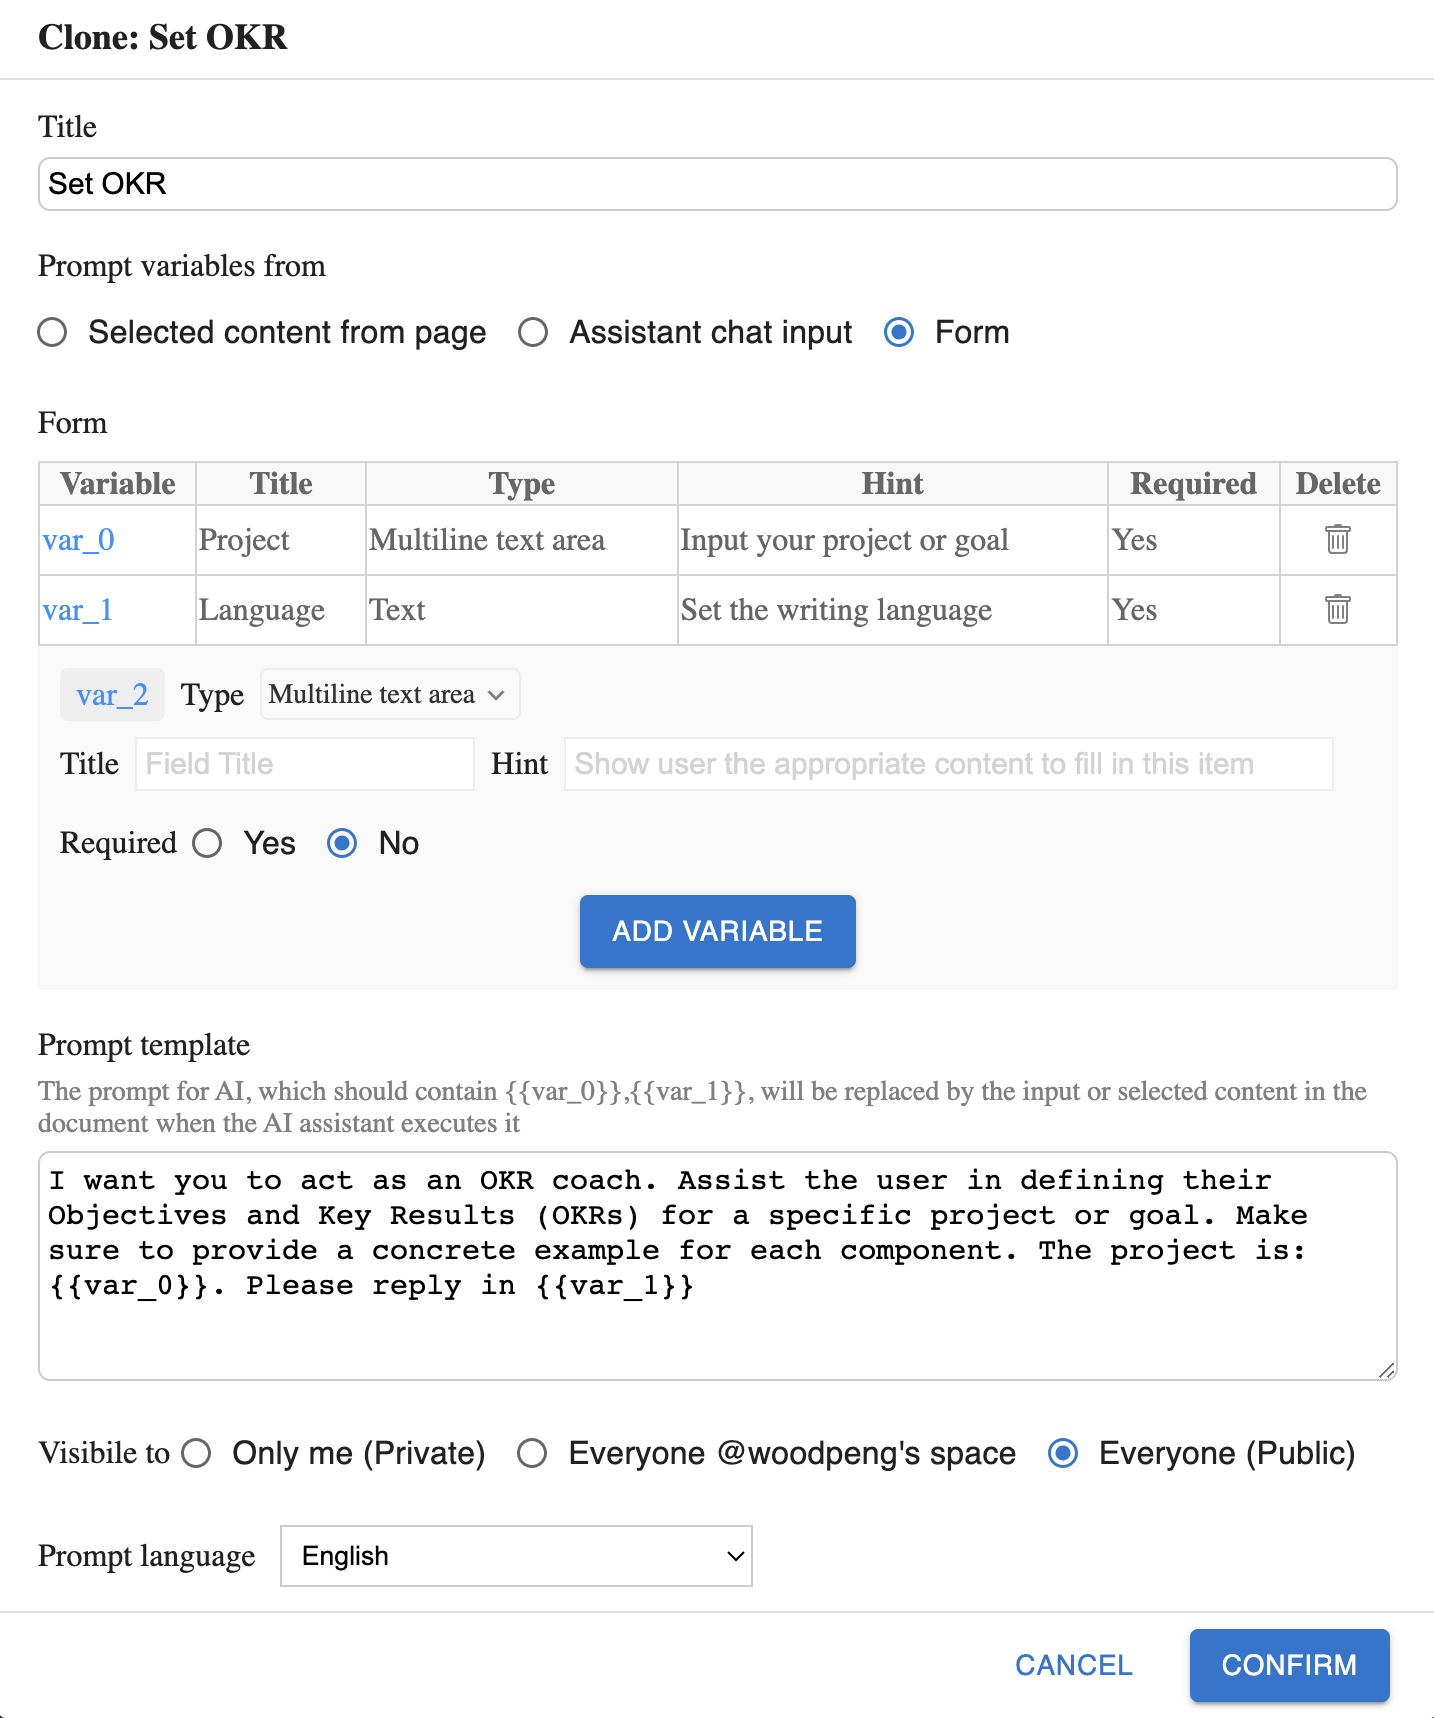 Clone: Set OKR
Title
Set OKR
Prompt variables from
Selected content from page Assistant chat input Form
Form
Variable Title Type Hint Required Delete
var_0 Project Multiline text area Input your project or goal Yes
var_1 Language Text Set the writing language Yes
var_2 Type Multiline text area
Title Field Title Hint Show user the appropriate content to fill in this item
Required Yes No
ADD VARIABLE
Prompt template
The prompt for AI, which should contain {{var_0}},{{var_1}}, will be replaced by the input or selected content in the
document when the AI assistant executes it
I want you to act as an OKR coach. Assist the user in defining their
Objectives and Key Results (OKRs) for a specific project or goal. Make
sure to provide a concrete example for each component. The project is:
{{var_0}}. Please reply in {{var_1}}
Visibile to Only me (Private) Everyone @woodpeng's space Everyone (Public)
Prompt language English
CANCEL CONFIRM